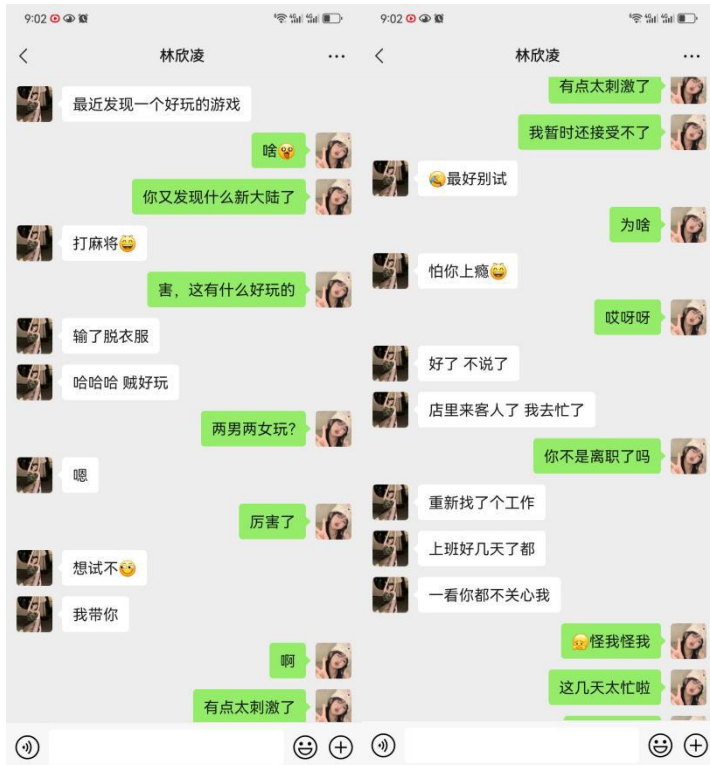 9:02
林欣凌
最近发现一个好玩的游戏
啥
你又发现什么新大陆了
打麻将
害，这有什么好玩的
输了脱衣服
哈哈哈 贼好玩
两男两女玩？
嗯
厉害了
想试不
我带你
啊
有点太刺激了
9:02
林欣凌
有点太刺激了
我暂时还接受不了
最好别试
为啥
怕你上瘾
哎呀呀
好了 不说了
店里来客人了 我去忙了
你不是离职了吗
重新找了个工作
上班好几天了都
一看你都不关心我
怪我怪我
这几天太忙啦